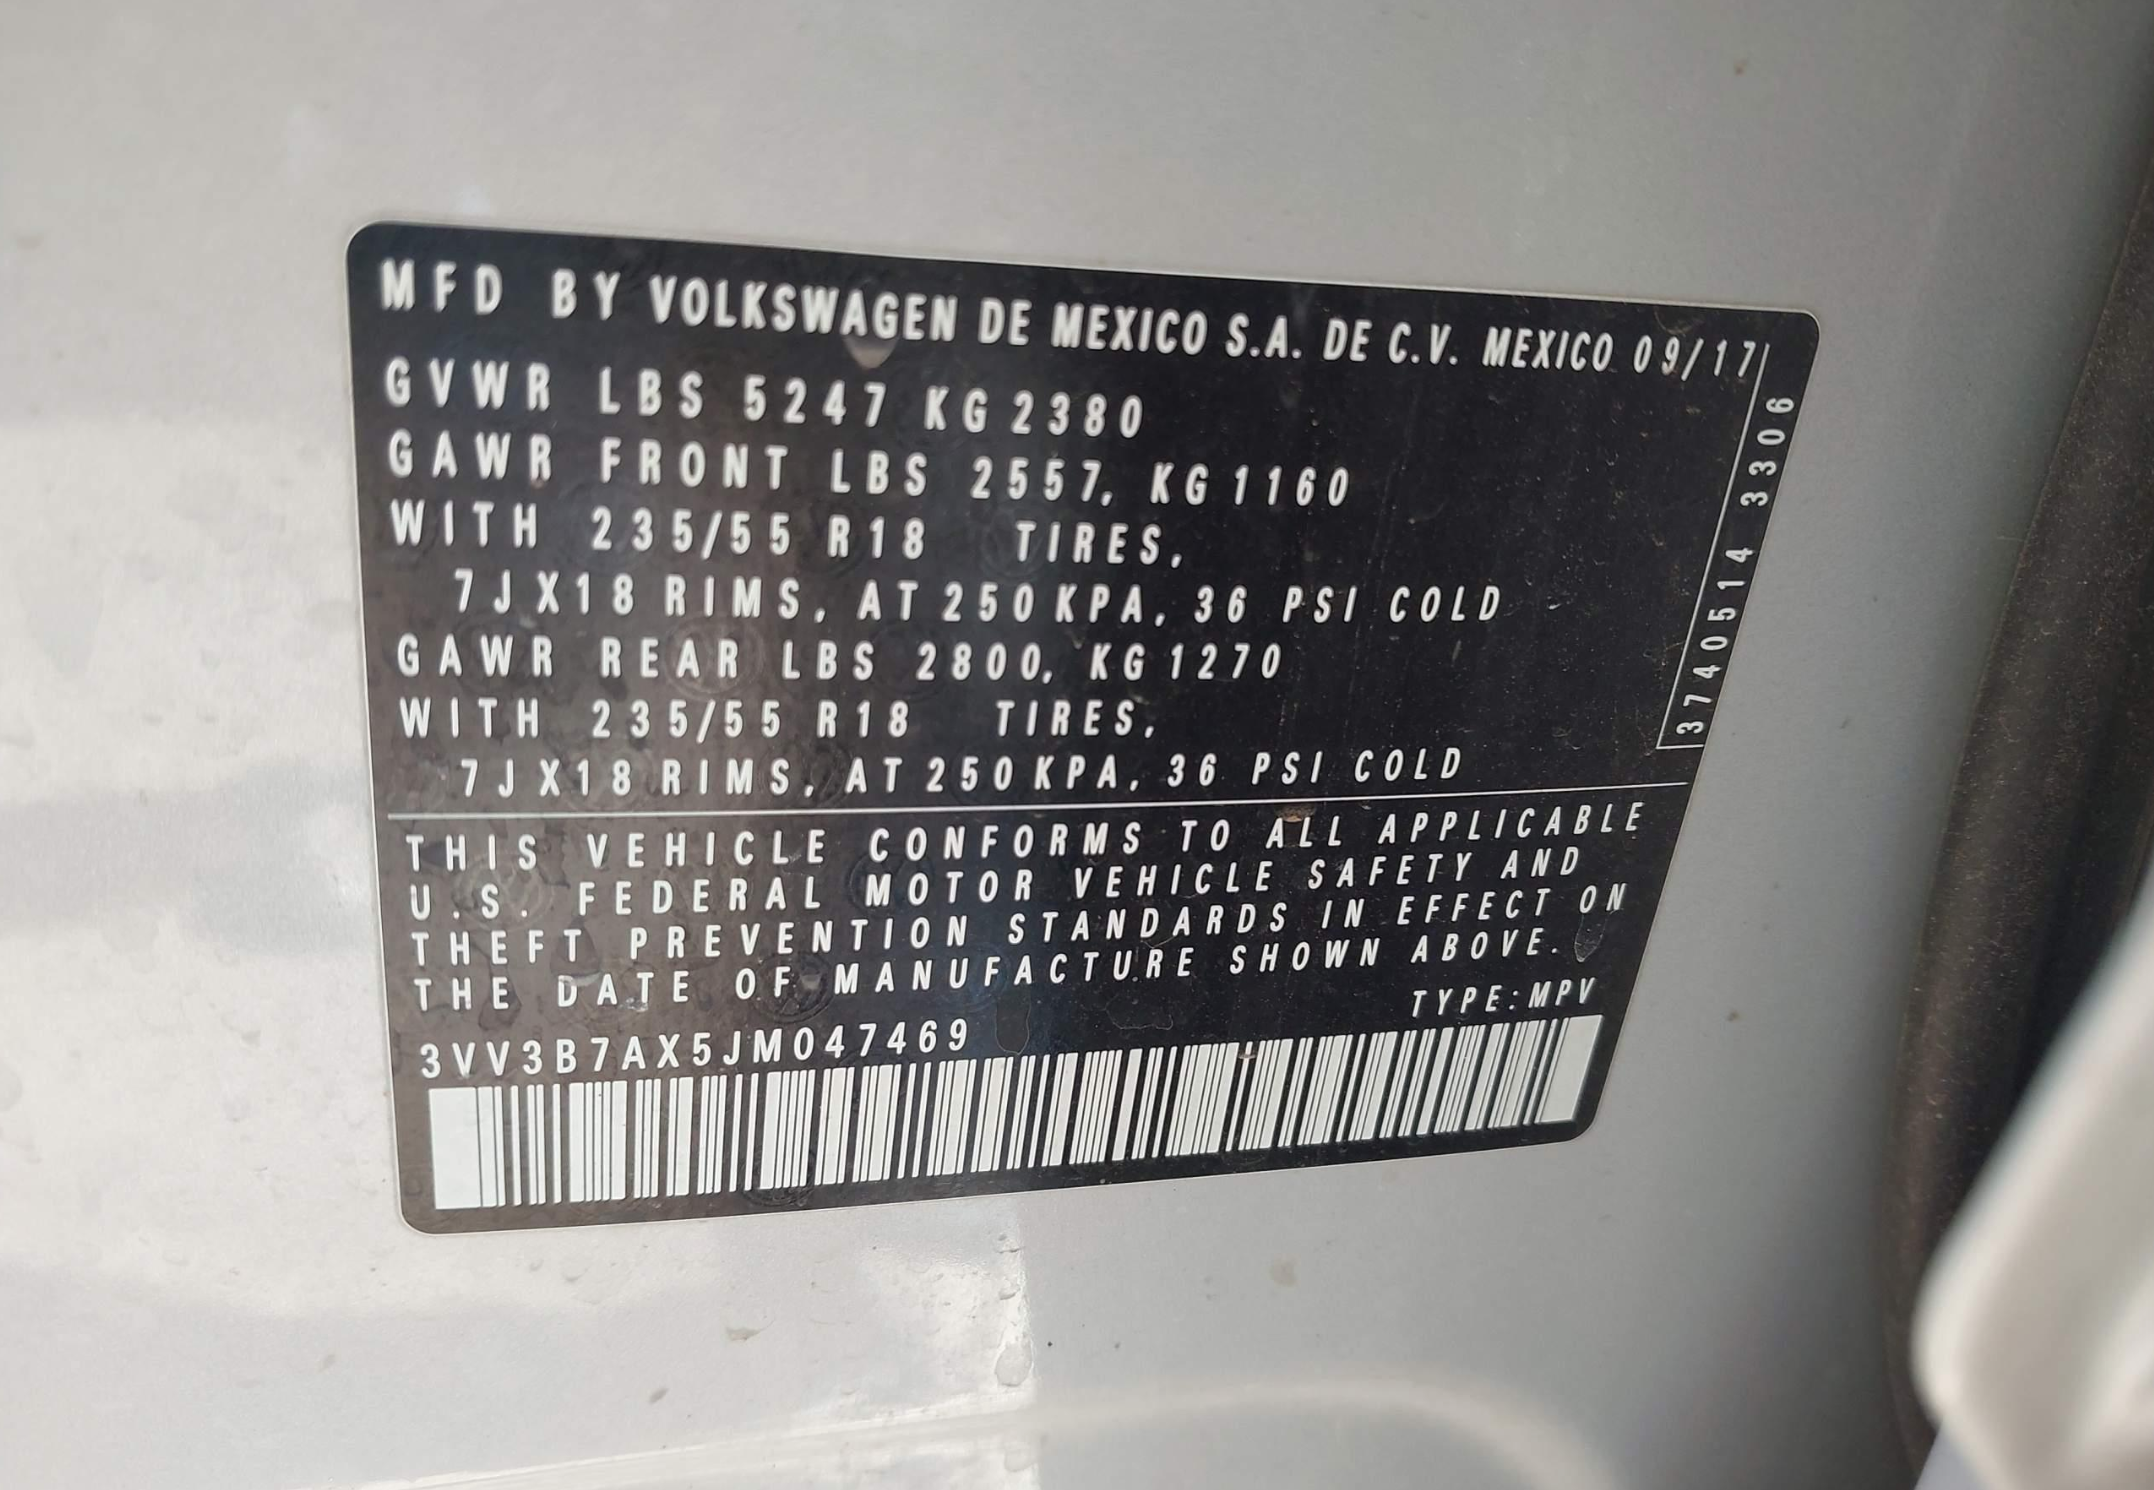 MFD BY VOLKSWAGEN DE MEXICO S.A. DE C.V. MEXICO 09/17
GVWR LBS 5247 KG 2380
GAWR FRONT LBS 2557, KG 1160
WITH 235/55 R18 TIRES,
7J X18 RIMS, AT 250 KPA, 36 PSI COLD
GAWR REAR LBS 2800, KG 1270
WITH 235/55 R18 TIRES,
7J X18 RIMS, AT 250 KPA, 36 PSI COLD
3740514 3306
THIS VEHICLE CONFORMS TO ALL APPLICABLE
U.S. FEDERAL MOTOR VEHICLE SAFETY AND
THEFT PREVENTION STANDARDS IN EFFECT ON
THE DATE OF MANUFACTURE SHOWN ABOVE.
TYPE:MPV
3VV3B7AX5JM047469